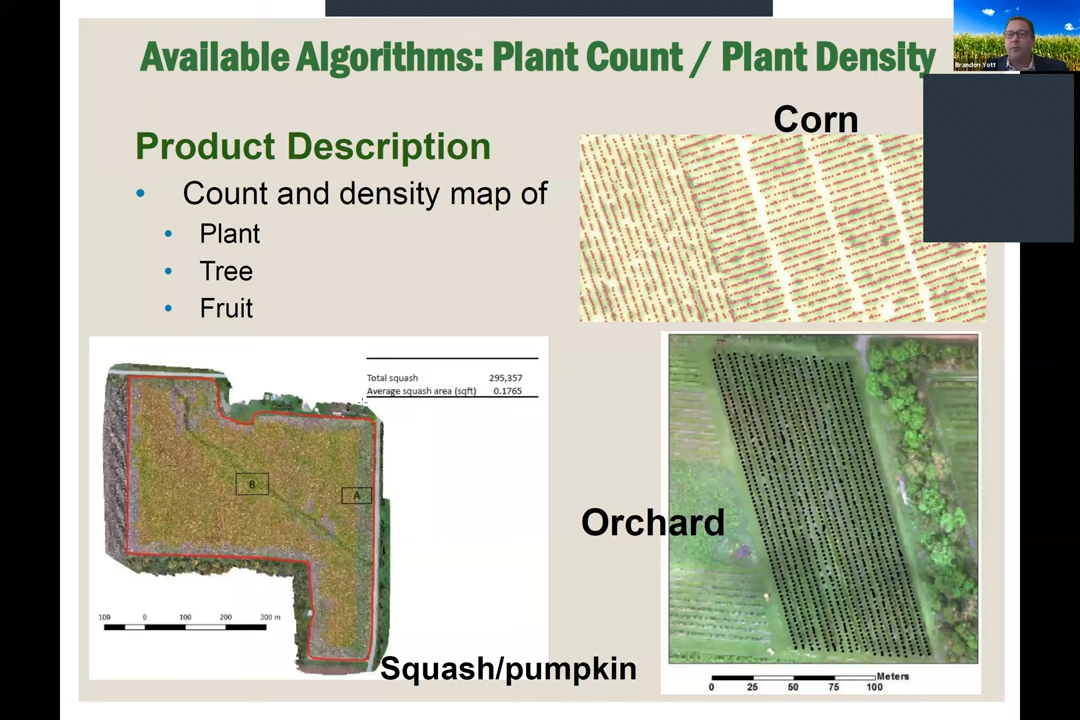 Available Algorithms: Plant Count / Plant Density
Brandon Yott
Product Description
• Count and density map of
• Plant
• Tree
• Fruit
Corn
Total squash 295,357
Average squash area (sqft) 0.1765
B
A
100 0 100 200 300 m
Squash/pumpkin
Orchard
Meters
0 25 50 75 100